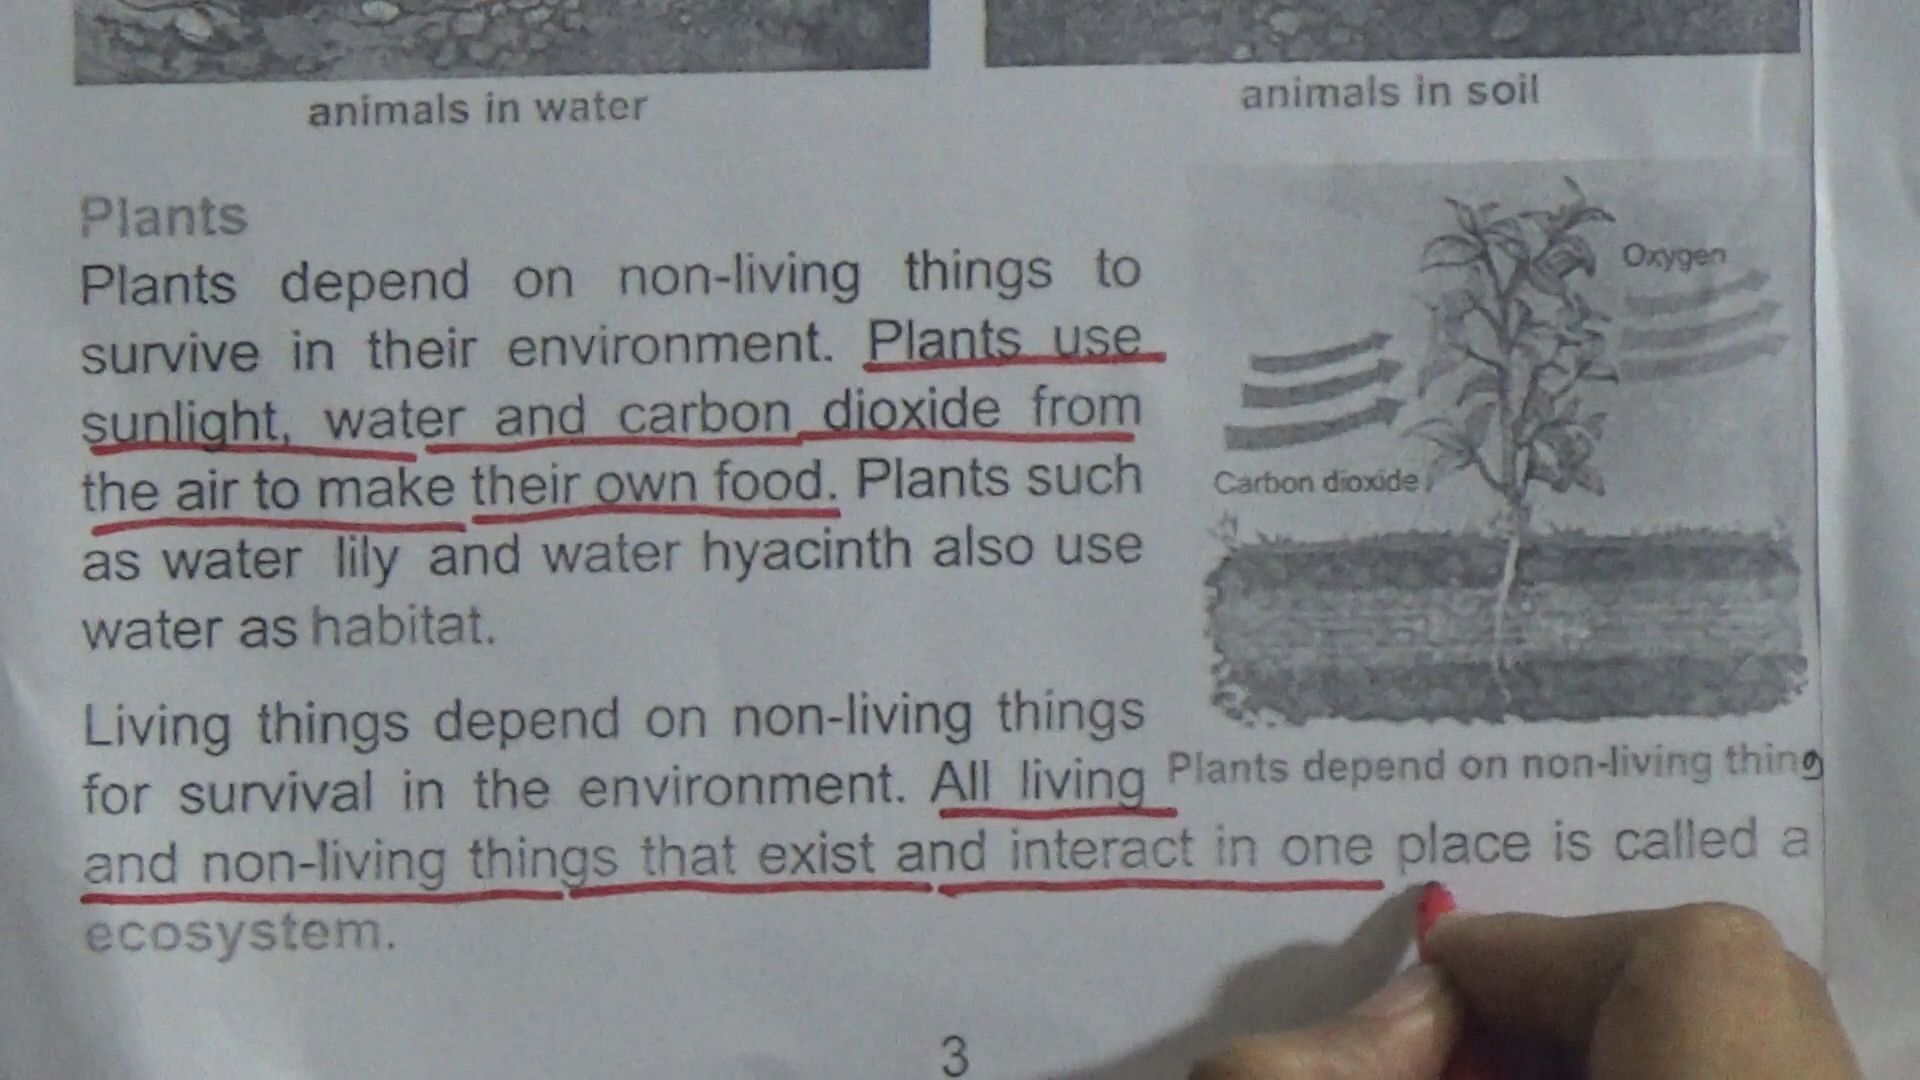 animals in water
animals in soil
Plants
Plants depend on non-living things to
survive in their environment. Plants use
sunlight, water and carbon dioxide from
the air to make their own food. Plants such
as water lily and water hyacinth also use
water as habitat.
Oxygen
Carbon dioxide
Plants depend on non-living thing
Living things depend on non-living things
for survival in the environment. All living
and non-living things that exist and interact in one place is called a
ecosystem.
3